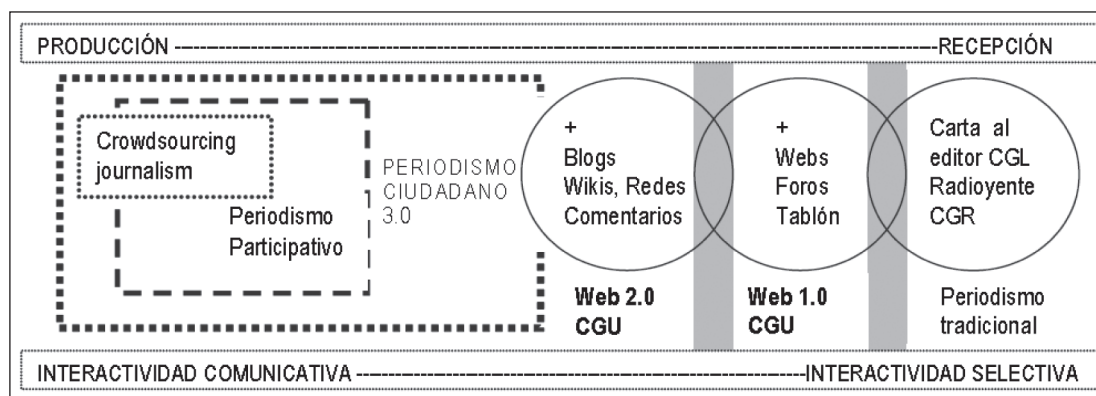 PRODUCCIÓN ---------- RECEPCIÓN
Crowdsourcing
journalism
Periodismo
Participativo
PERIODISMO
CIUDADANO
3.0
+
Blogs
Wikis, Redes
Comentarios
Web 2.0
CGU
+
Webs
Foros
Tablón
Web 1.0
CGU
Carta al
editor CGL
Radioyente
CGR
Periodismo
tradicional
INTERACTIVIDAD COMUNICATIVA ---------- INTERACTIVIDAD SELECTIVA